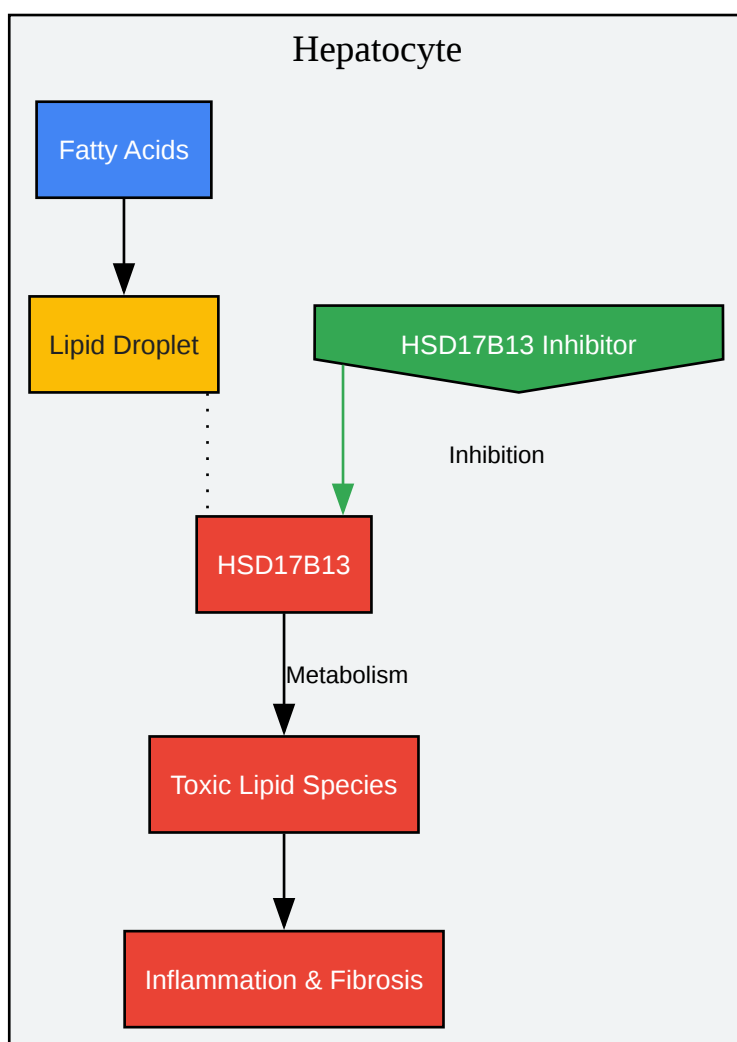 Hepatocyte
Fatty Acids
Lipid Droplet
HSD17B13 Inhibitor
Inhibition
HSD17B13
Metabolism
Toxic Lipid Species
Inflammation & Fibrosis